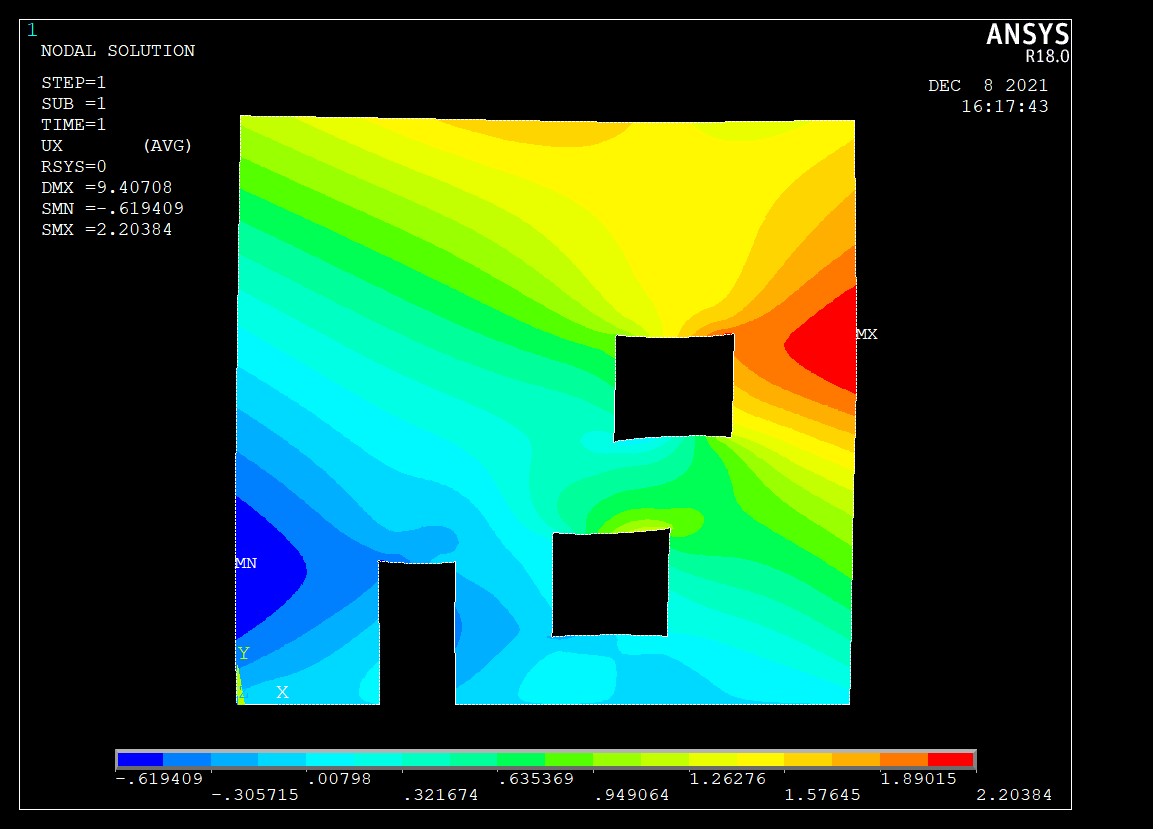 1
ANSYS
R18.0
NODAL SOLUTION
STEP=1
SUB =1
TIME=1
UX (AVG)
RSYS=0
DMX =9.40708
SMN =-.619409
SMX =2.20384
DEC 8 2021
16:17:43
MX
MN
Y
X
-.619409 .00798 .635369 1.26276 1.89015
-.305715 .321674 .949064 1.57645 2.20384